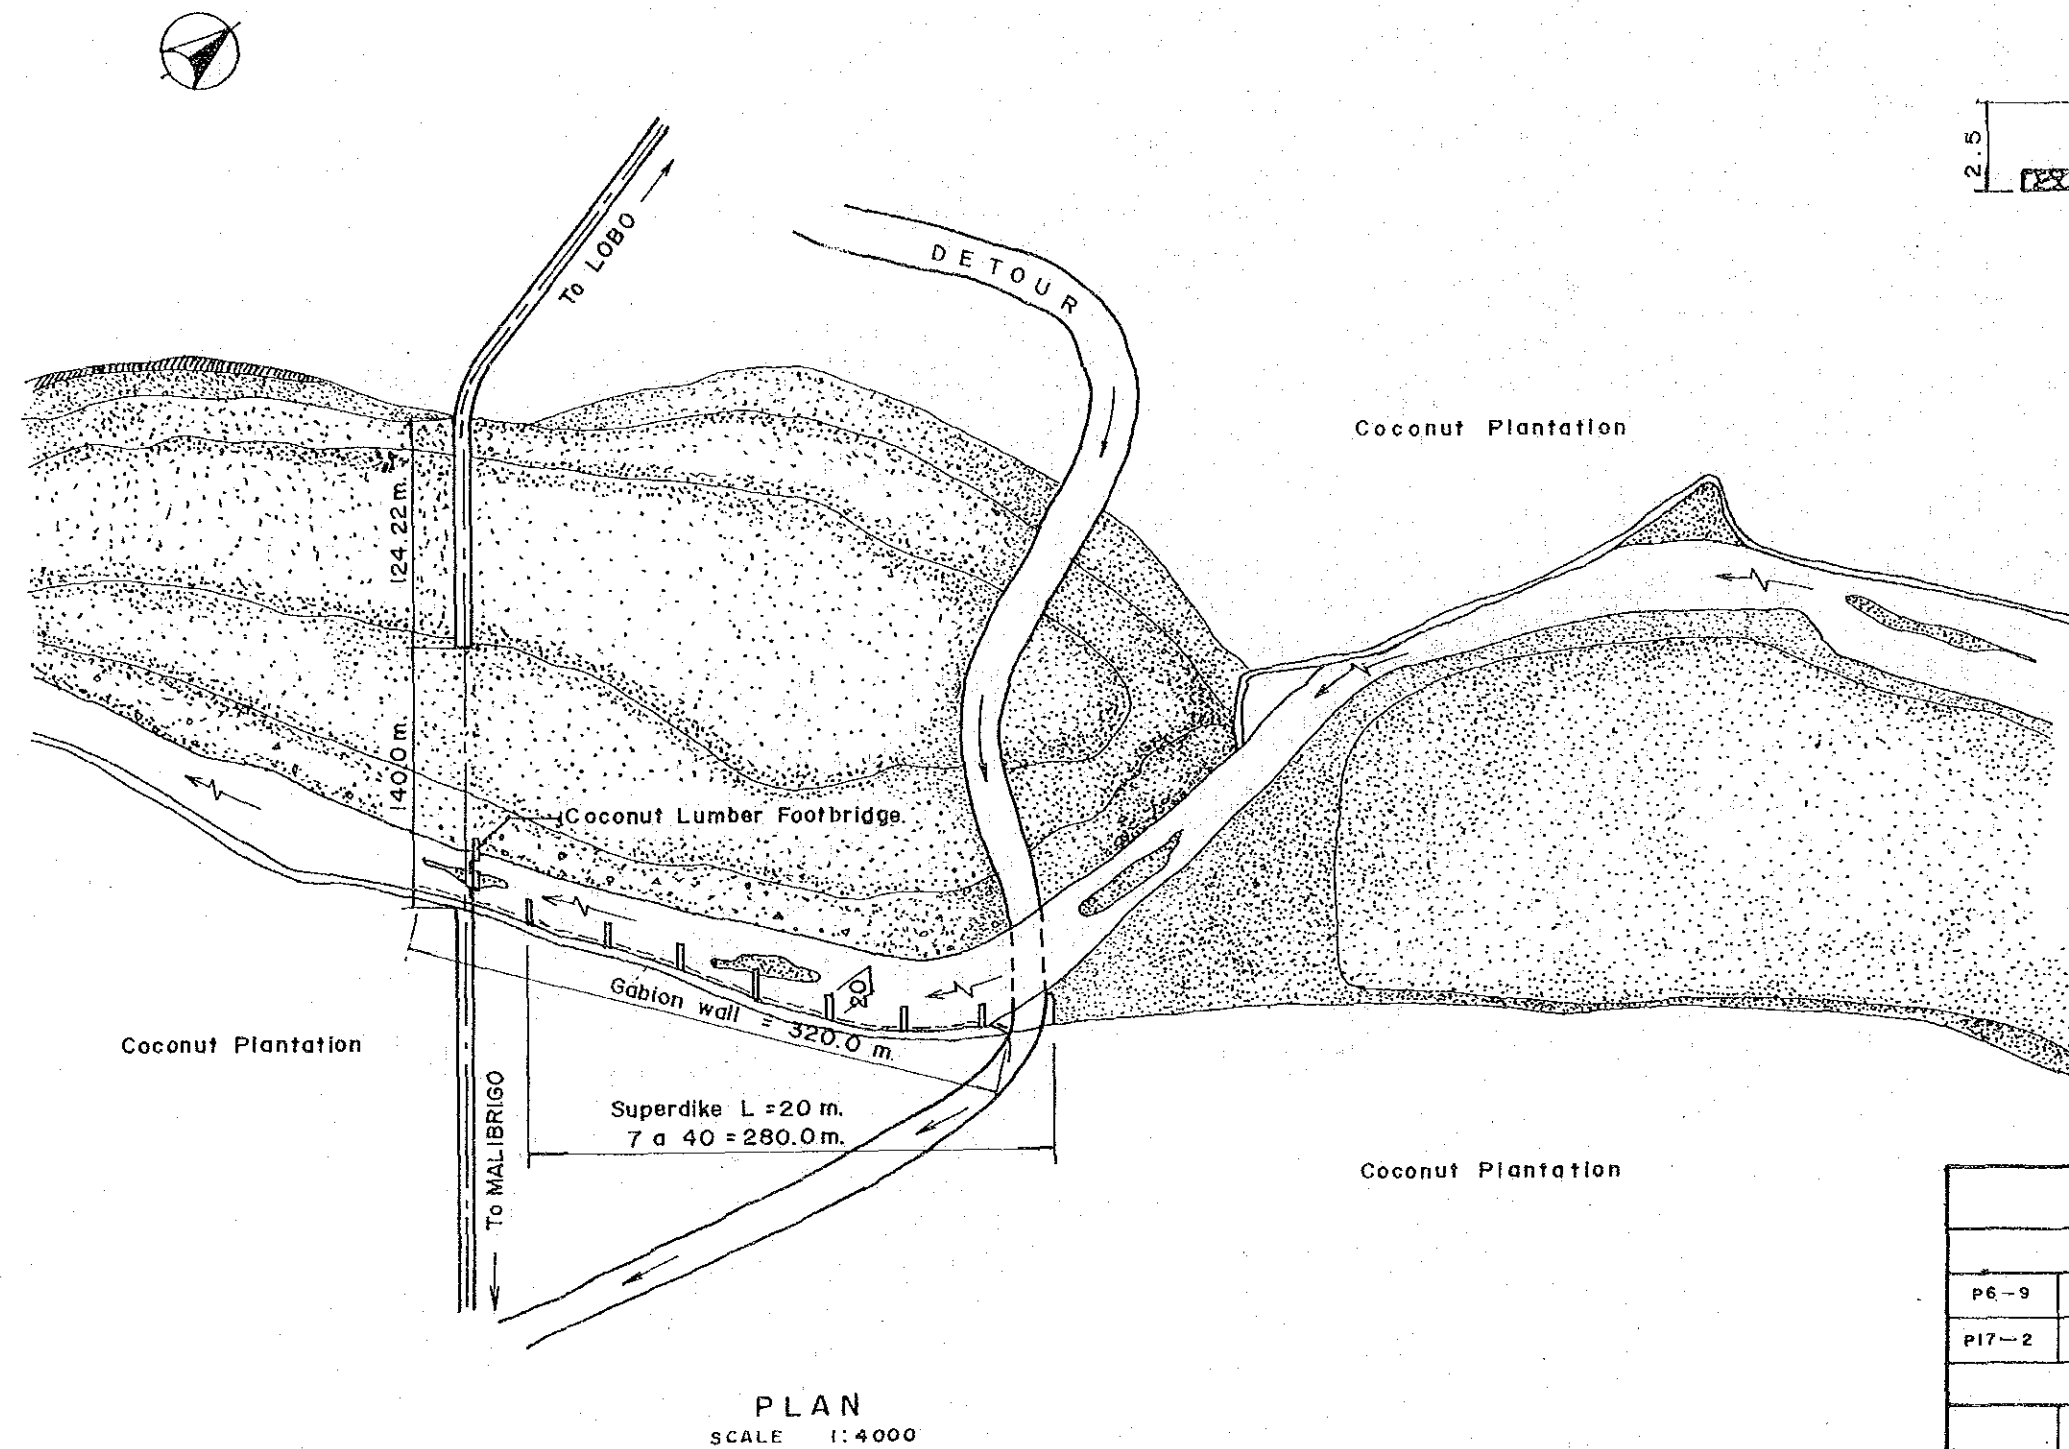 2.5
To LOBO
DETOUR
Coconut Plantation
124.22 m.
140.0 m.
Coconut Lumber Footbridge.
20
Gabion wall = 320.0 m.
Coconut Plantation
Superdike L = 20 m.
7 a 40 = 280.0 m.
To MALIBRIGO
Coconut Plantation
P6-9
P17-2
PLAN
SCALE 1:4000